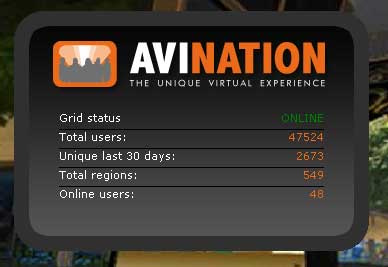 AVINATION
THE UNIQUE VIRTUAL EXPERIENCE
Grid status ONLINE
Total users: 47524
Unique last 30 days: 2673
Total regions: 549
Online users: 48